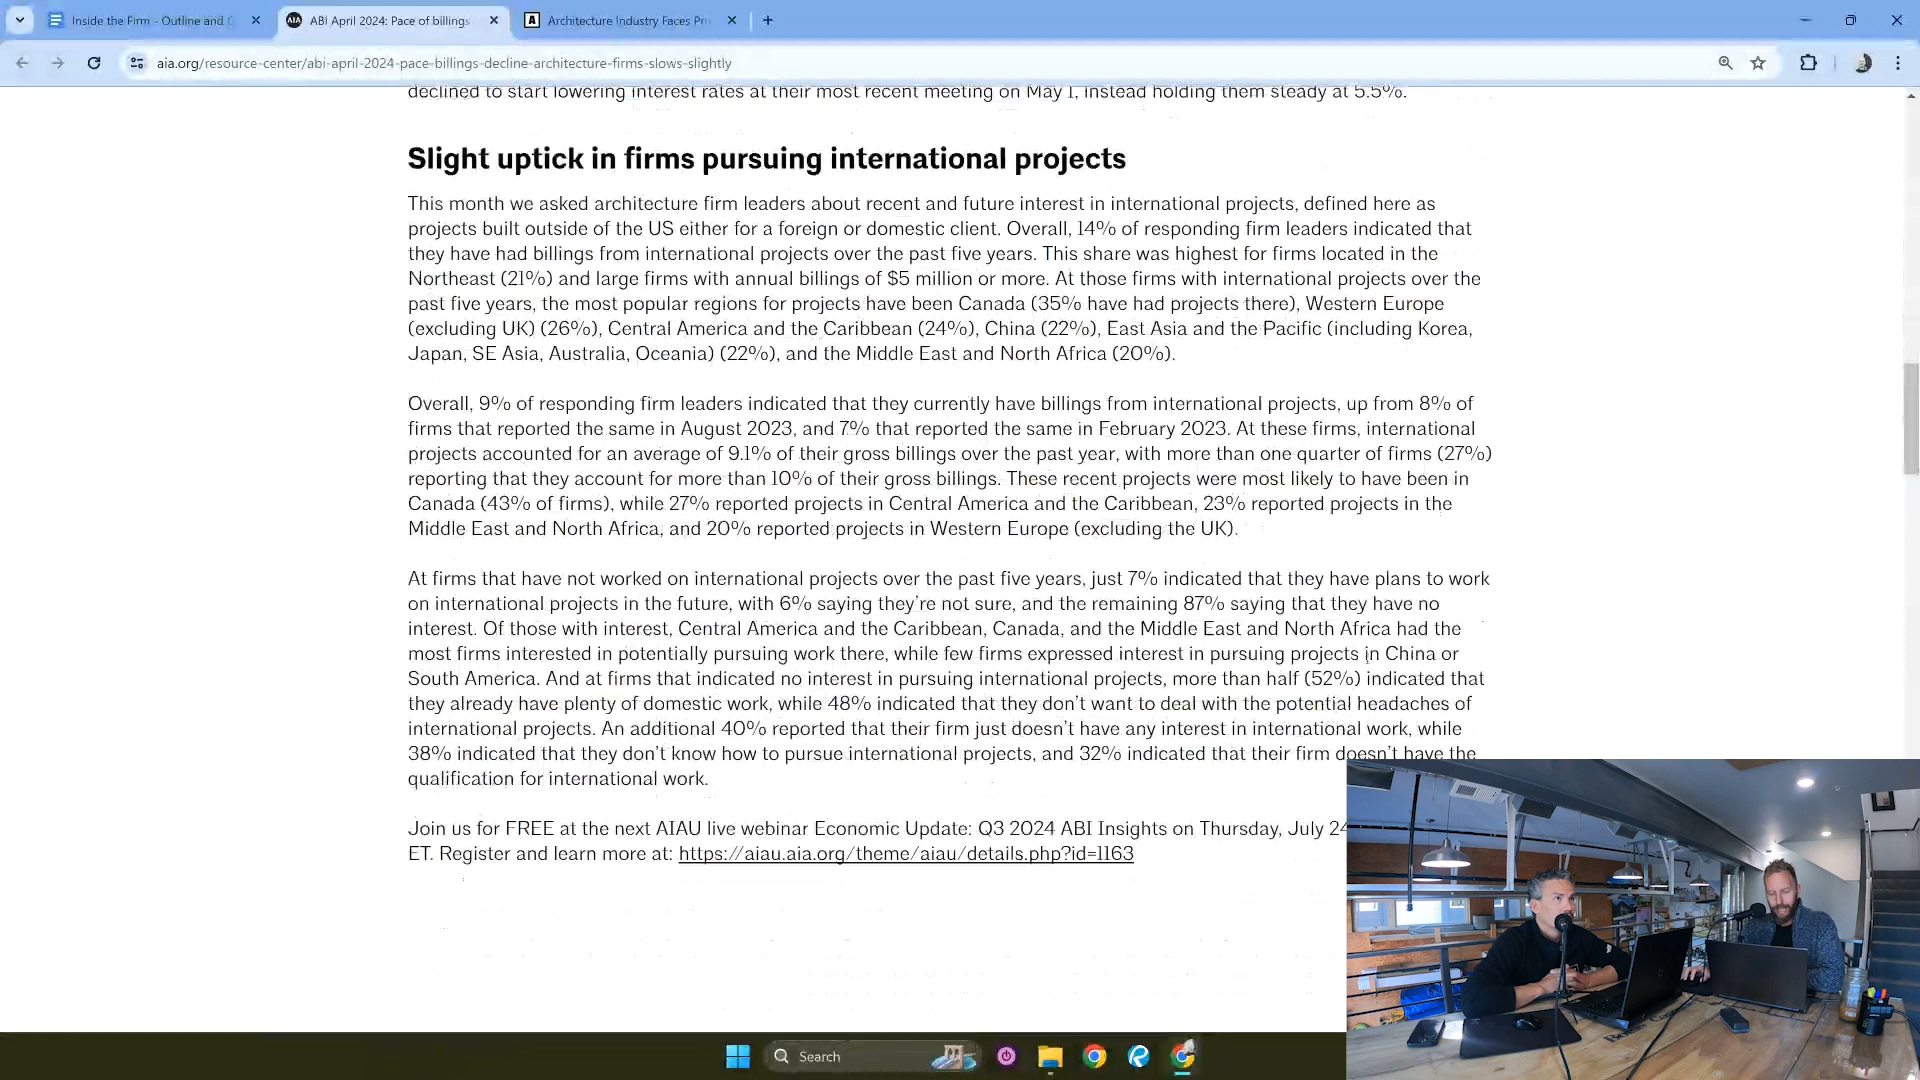 Inside the Firm - Outline and
ABI April 2024: Pace of billings
Architecture Industry Faces
aia.org/resource-center/abi-april-2024-pace-billings-decline-architecture-firms-slows-slightly
declined to start lowering interest rates at their most recent meeting on May 1, instead holding them steady at 5.5%.
Slight uptick in firms pursuing international projects
This month we asked architecture firm leaders about recent and future interest in international projects, defined here as
projects built outside of the US either for a foreign or domestic client. Overall, 14% of responding firm leaders indicated that
they have had billings from international projects over the past five years. This share was highest for firms located in the
Northeast (21%) and large firms with annual billings of $5 million or more. At those firms with international projects over the
past five years, the most popular regions for projects have been Canada (35% have had projects there), Western Europe
(excluding UK) (26%), Central America and the Caribbean (24%), China (22%), East Asia and the Pacific (including Korea,
Japan, SE Asia, Australia, Oceania) (22%), and the Middle East and North Africa (20%).
Overall, 9% of responding firm leaders indicated that they currently have billings from international projects, up from 8% of
firms that reported the same in August 2023, and 7% that reported the same in February 2023. At these firms, international
projects accounted for an average of 9.1% of their gross billings over the past year, with more than one quarter of firms (27%)
reporting that they account for more than 10% of their gross billings. These recent projects were most likely to have been in
Canada (43% of firms), while 27% reported projects in Central America and the Caribbean, 23% reported projects in the
Middle East and North Africa, and 20% reported projects in Western Europe (excluding the UK).
At firms that have not worked on international projects over the past five years, just 7% indicated that they have plans to work
on international projects in the future, with 6% saying they're not sure, and the remaining 87% saying that they have no
interest. Of those with interest, Central America and the Caribbean, Canada, and the Middle East and North Africa had the
most firms interested in potentially pursuing work there, while few firms expressed interest in pursuing projects in China or
South America. And at firms that indicated no interest in pursuing international projects, more than half (52%) indicated that
they already have plenty of domestic work, while 48% indicated that they don't want to deal with the potential headaches of
international projects. An additional 40% reported that their firm just doesn't have any interest in international work, while
38% indicated that they don't know how to pursue international projects, and 32% indicated that their firm doesn't have the
qualification for international work.
Join us for FREE at the next AIAU live webinar Economic Update: Q3 2024 ABI Insights on Thursday, July 24
ET. Register and learn more at: https://aiau.aia.org/theme/aiau/details.php?id=1163
Search